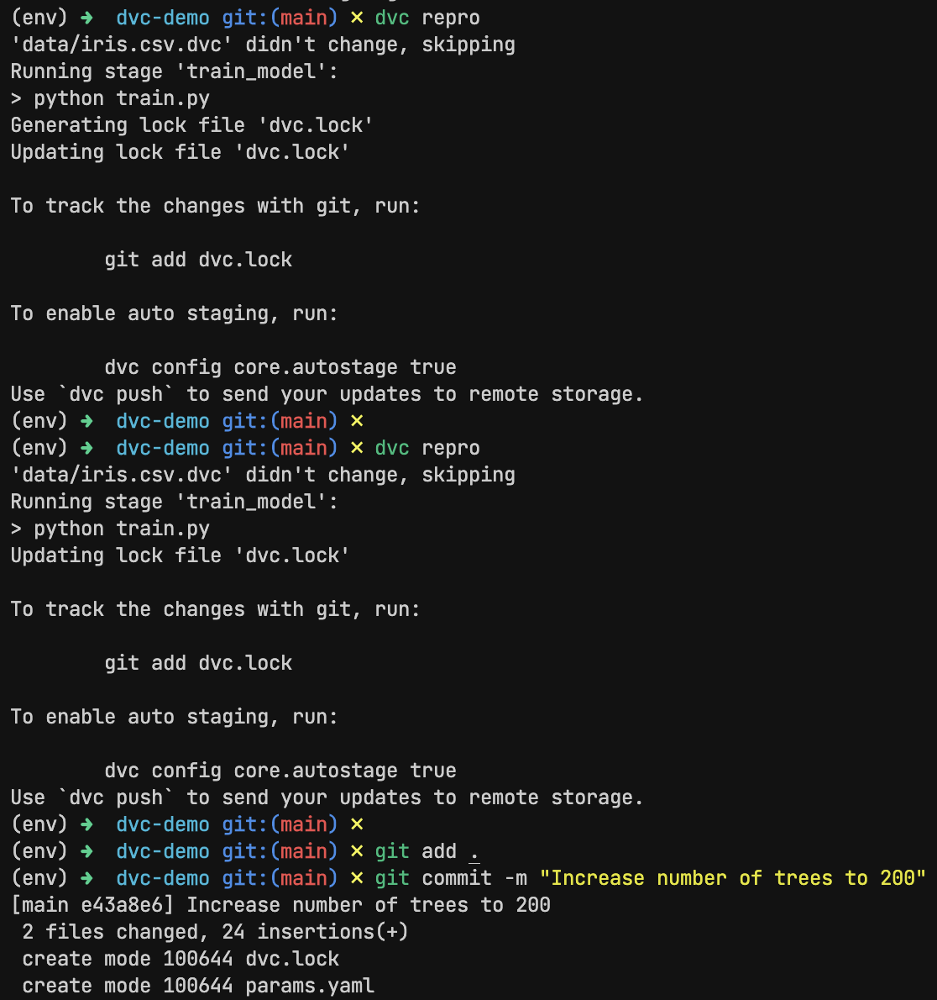 (env) ➜  dvc-demo git:(main) ✗ dvc repro
'data/iris.csv.dvc' didn't change, skipping
Running stage 'train_model':
> python train.py
Generating lock file 'dvc.lock'
Updating lock file 'dvc.lock'
To track the changes with git, run:
        git add dvc.lock
To enable auto staging, run:
        dvc config core.autostage true
Use `dvc push` to send your updates to remote storage.
(env) ➜  dvc-demo git:(main) ✗
(env) ➜  dvc-demo git:(main) ✗ dvc repro
'data/iris.csv.dvc' didn't change, skipping
Running stage 'train_model':
> python train.py
Updating lock file 'dvc.lock'
To track the changes with git, run:
        git add dvc.lock
To enable auto staging, run:
        dvc config core.autostage true
Use `dvc push` to send your updates to remote storage.
(env) ➜  dvc-demo git:(main) ✗
(env) ➜  dvc-demo git:(main) ✗ git add .
(env) ➜  dvc-demo git:(main) ✗ git commit -m "Increase number of trees to 200"
[main e43a8e6] Increase number of trees to 200
 2 files changed, 24 insertions(+)
 create mode 100644 dvc.lock
 create mode 100644 params.yaml